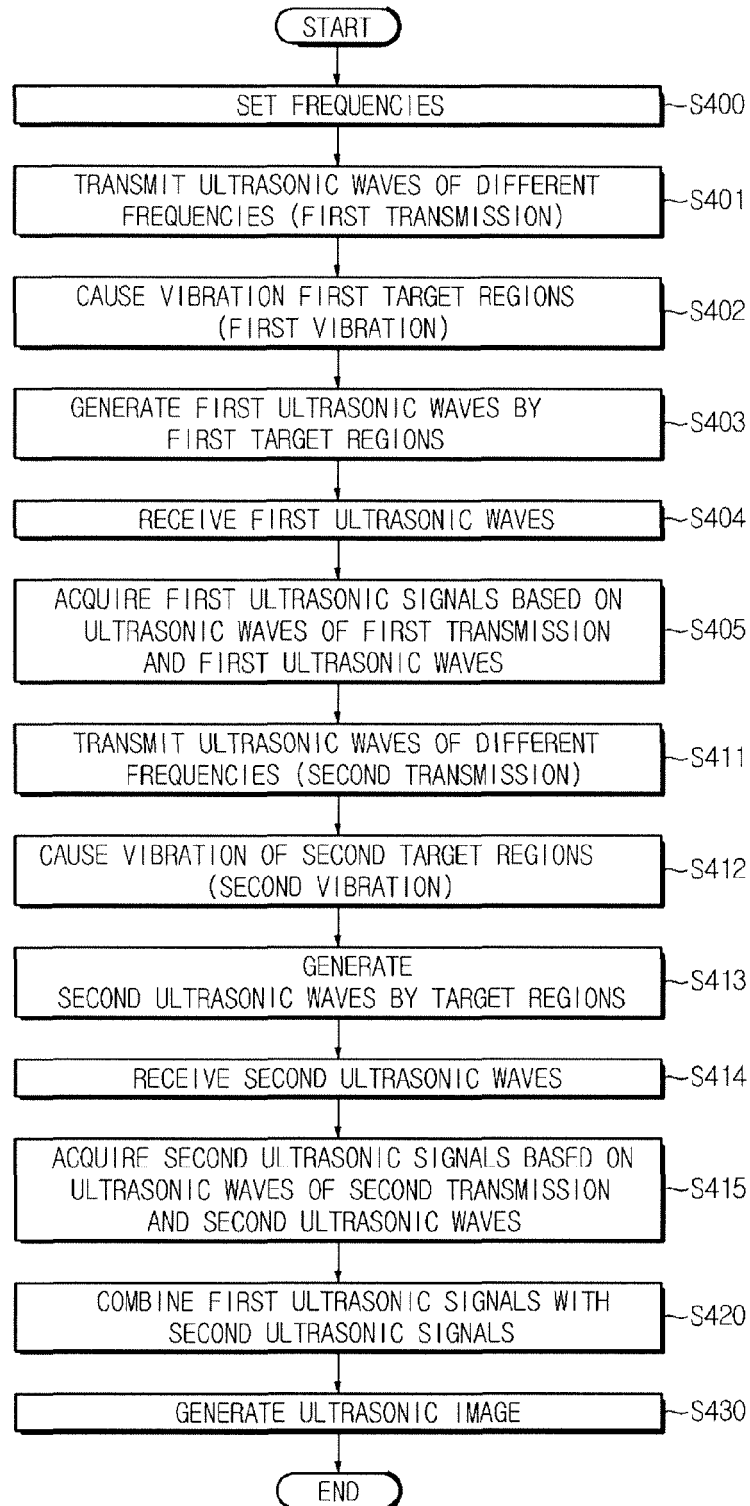 START
SET FREQUENCIES
S400
TRANSMIT ULTRASONIC WAVES OF DIFFERENT
FREQUENCIES (FIRST TRANSMISSION)
S401
CAUSE VIBRATION FIRST TARGET REGIONS
(FIRST VIBRATION)
S402
GENERATE FIRST ULTRASONIC WAVES BY
FIRST TARGET REGIONS
S403
RECEIVE FIRST ULTRASONIC WAVES
S404
ACQUIRE FIRST ULTRASONIC SIGNALS BASED ON
ULTRASONIC WAVES OF FIRST TRANSMISSION
AND FIRST ULTRASONIC WAVES
S405
TRANSMIT ULTRASONIC WAVES OF DIFFERENT
FREQUENCIES (SECOND TRANSMISSION)
S411
CAUSE VIBRATION OF SECOND TARGET REGIONS
(SECOND VIBRATION)
S412
GENERATE
SECOND ULTRASONIC WAVES BY TARGET REGIONS
S413
RECEIVE SECOND ULTRASONIC WAVES
S414
ACQUIRE SECOND ULTRASONIC SIGNALS BASED ON
ULTRASONIC WAVES OF SECOND TRANSMISSION
AND SECOND ULTRASONIC WAVES
S415
COMBINE FIRST ULTRASONIC SIGNALS WITH
SECOND ULTRASONIC SIGNALS
S420
GENERATE ULTRASONIC IMAGE
S430
END